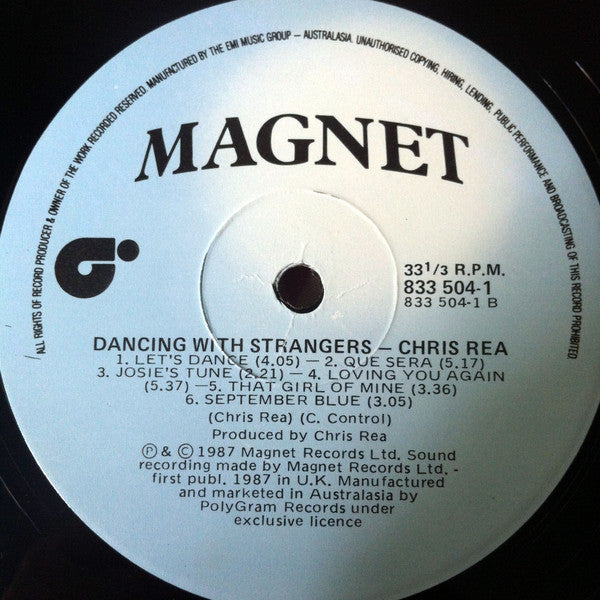 ALL RIGHTS OF RECORD PRODUCER & OWNER OF THE WORK RECORDED RESERVED. MANUFACTURED BY THE EMI MUSIC GROUP – AUSTRALASIA. UNAUTHORISED COPYING, HIRING, LENDING, PUBLIC PERFORMANCE AND BROADCASTING OF THIS RECORD PROHIBITED.
MAGNET
33 1/3 R.P.M.
833 504-1
833 504-1 B
DANCING WITH STRANGERS – CHRIS REA
1. LET'S DANCE (4.05) – 2. QUE SERA (5.17)
3. JOSIE'S TUNE (2.21) – 4. LOVING YOU AGAIN
(5.37) – 5. THAT GIRL OF MINE (3.36)
6. SEPTEMBER BLUE (3.05)
(Chris Rea) (C. Control)
Produced by Chris Rea
Ⓟ & © 1987 Magnet Records Ltd. Sound
recording made by Magnet Records Ltd. -
first publ. 1987 in U.K. Manufactured
and marketed in Australasia by
PolyGram Records under
exclusive licence